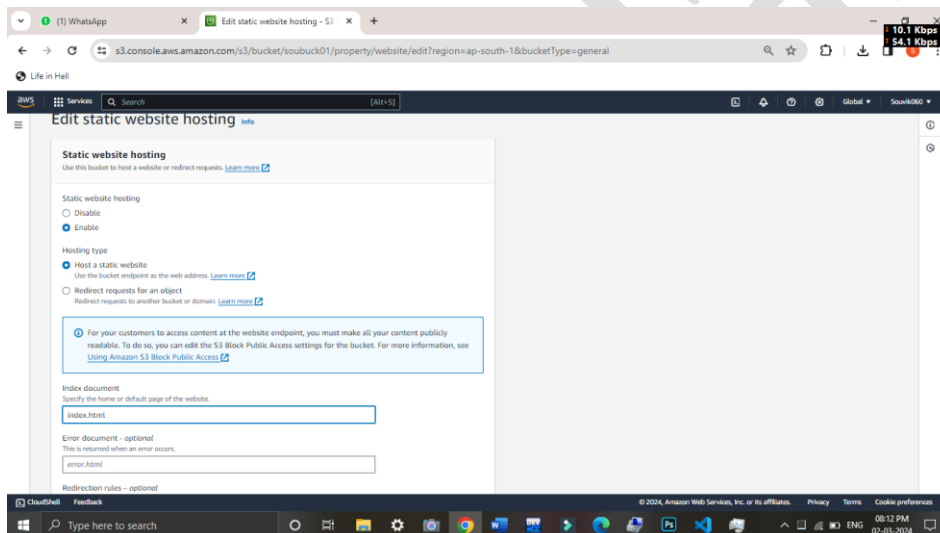 (1) WhatsApp
Edit static website hosting - S3
s3.console.aws.amazon.com/s3/bucket/soubuck01/property/website/edit?region=ap-south-1&bucketType=general
10.1 Kbps
54.1 Kbps
Life in Hell
aws
Services
Search
[Alt+S]
Global
Souvik060
Edit static website hosting Info
Static website hosting
Use this bucket to host a website or redirect requests. Learn more
Static website hosting
Disable
Enable
Hosting type
Host a static website
Use the bucket endpoint as the web address. Learn more
Redirect requests for an object
Redirect requests to another bucket or domain. Learn more
For your customers to access content at the website endpoint, you must make all your content publicly
readable. To do so, you can edit the S3 Block Public Access settings for the bucket. For more information, see
Using Amazon S3 Block Public Access
Index document
Specify the home or default page of the website.
index.html
Error document - optional
This is returned when an error occurs.
error.html
Redirection rules – optional
CloudShell Feedback
© 2024, Amazon Web Services, Inc. or its affiliates. Privacy Terms Cookie preferences
Type here to search
ENG
08:12 PM
02-03-2024